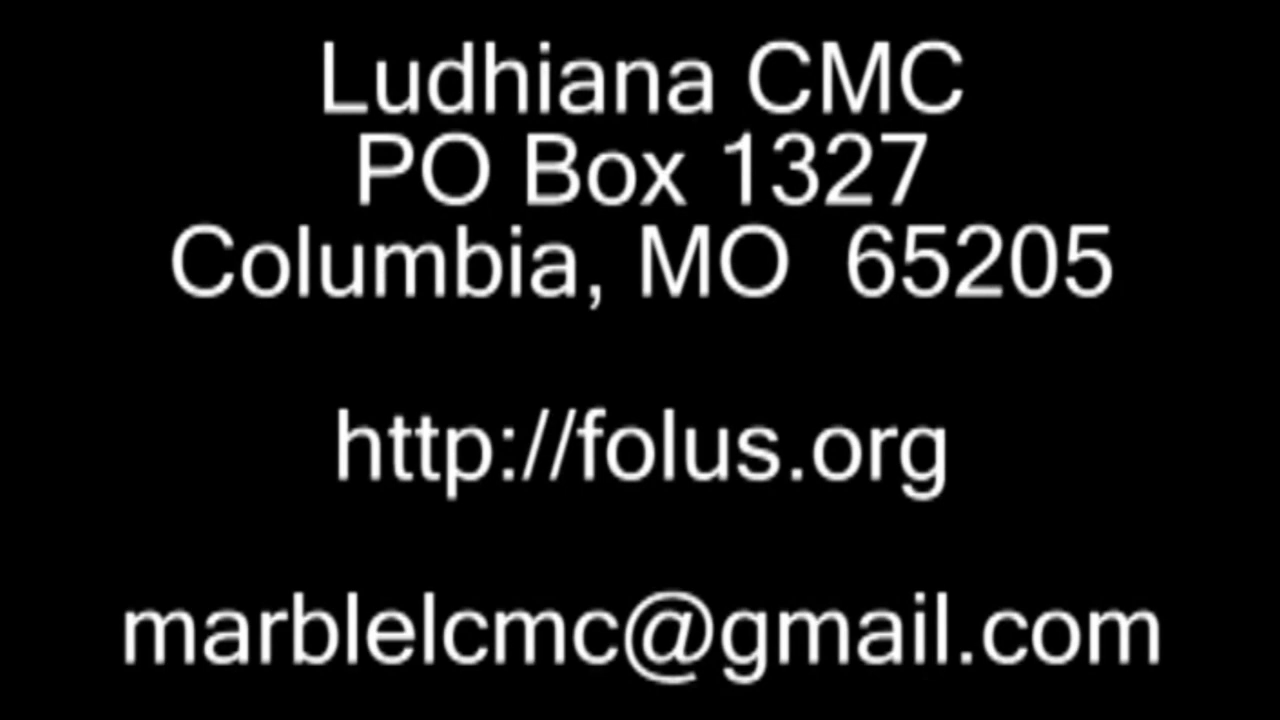 Ludhiana CMC
PO Box 1327
Columbia, MO  65205
http://folus.org
marblelcmc@gmail.com